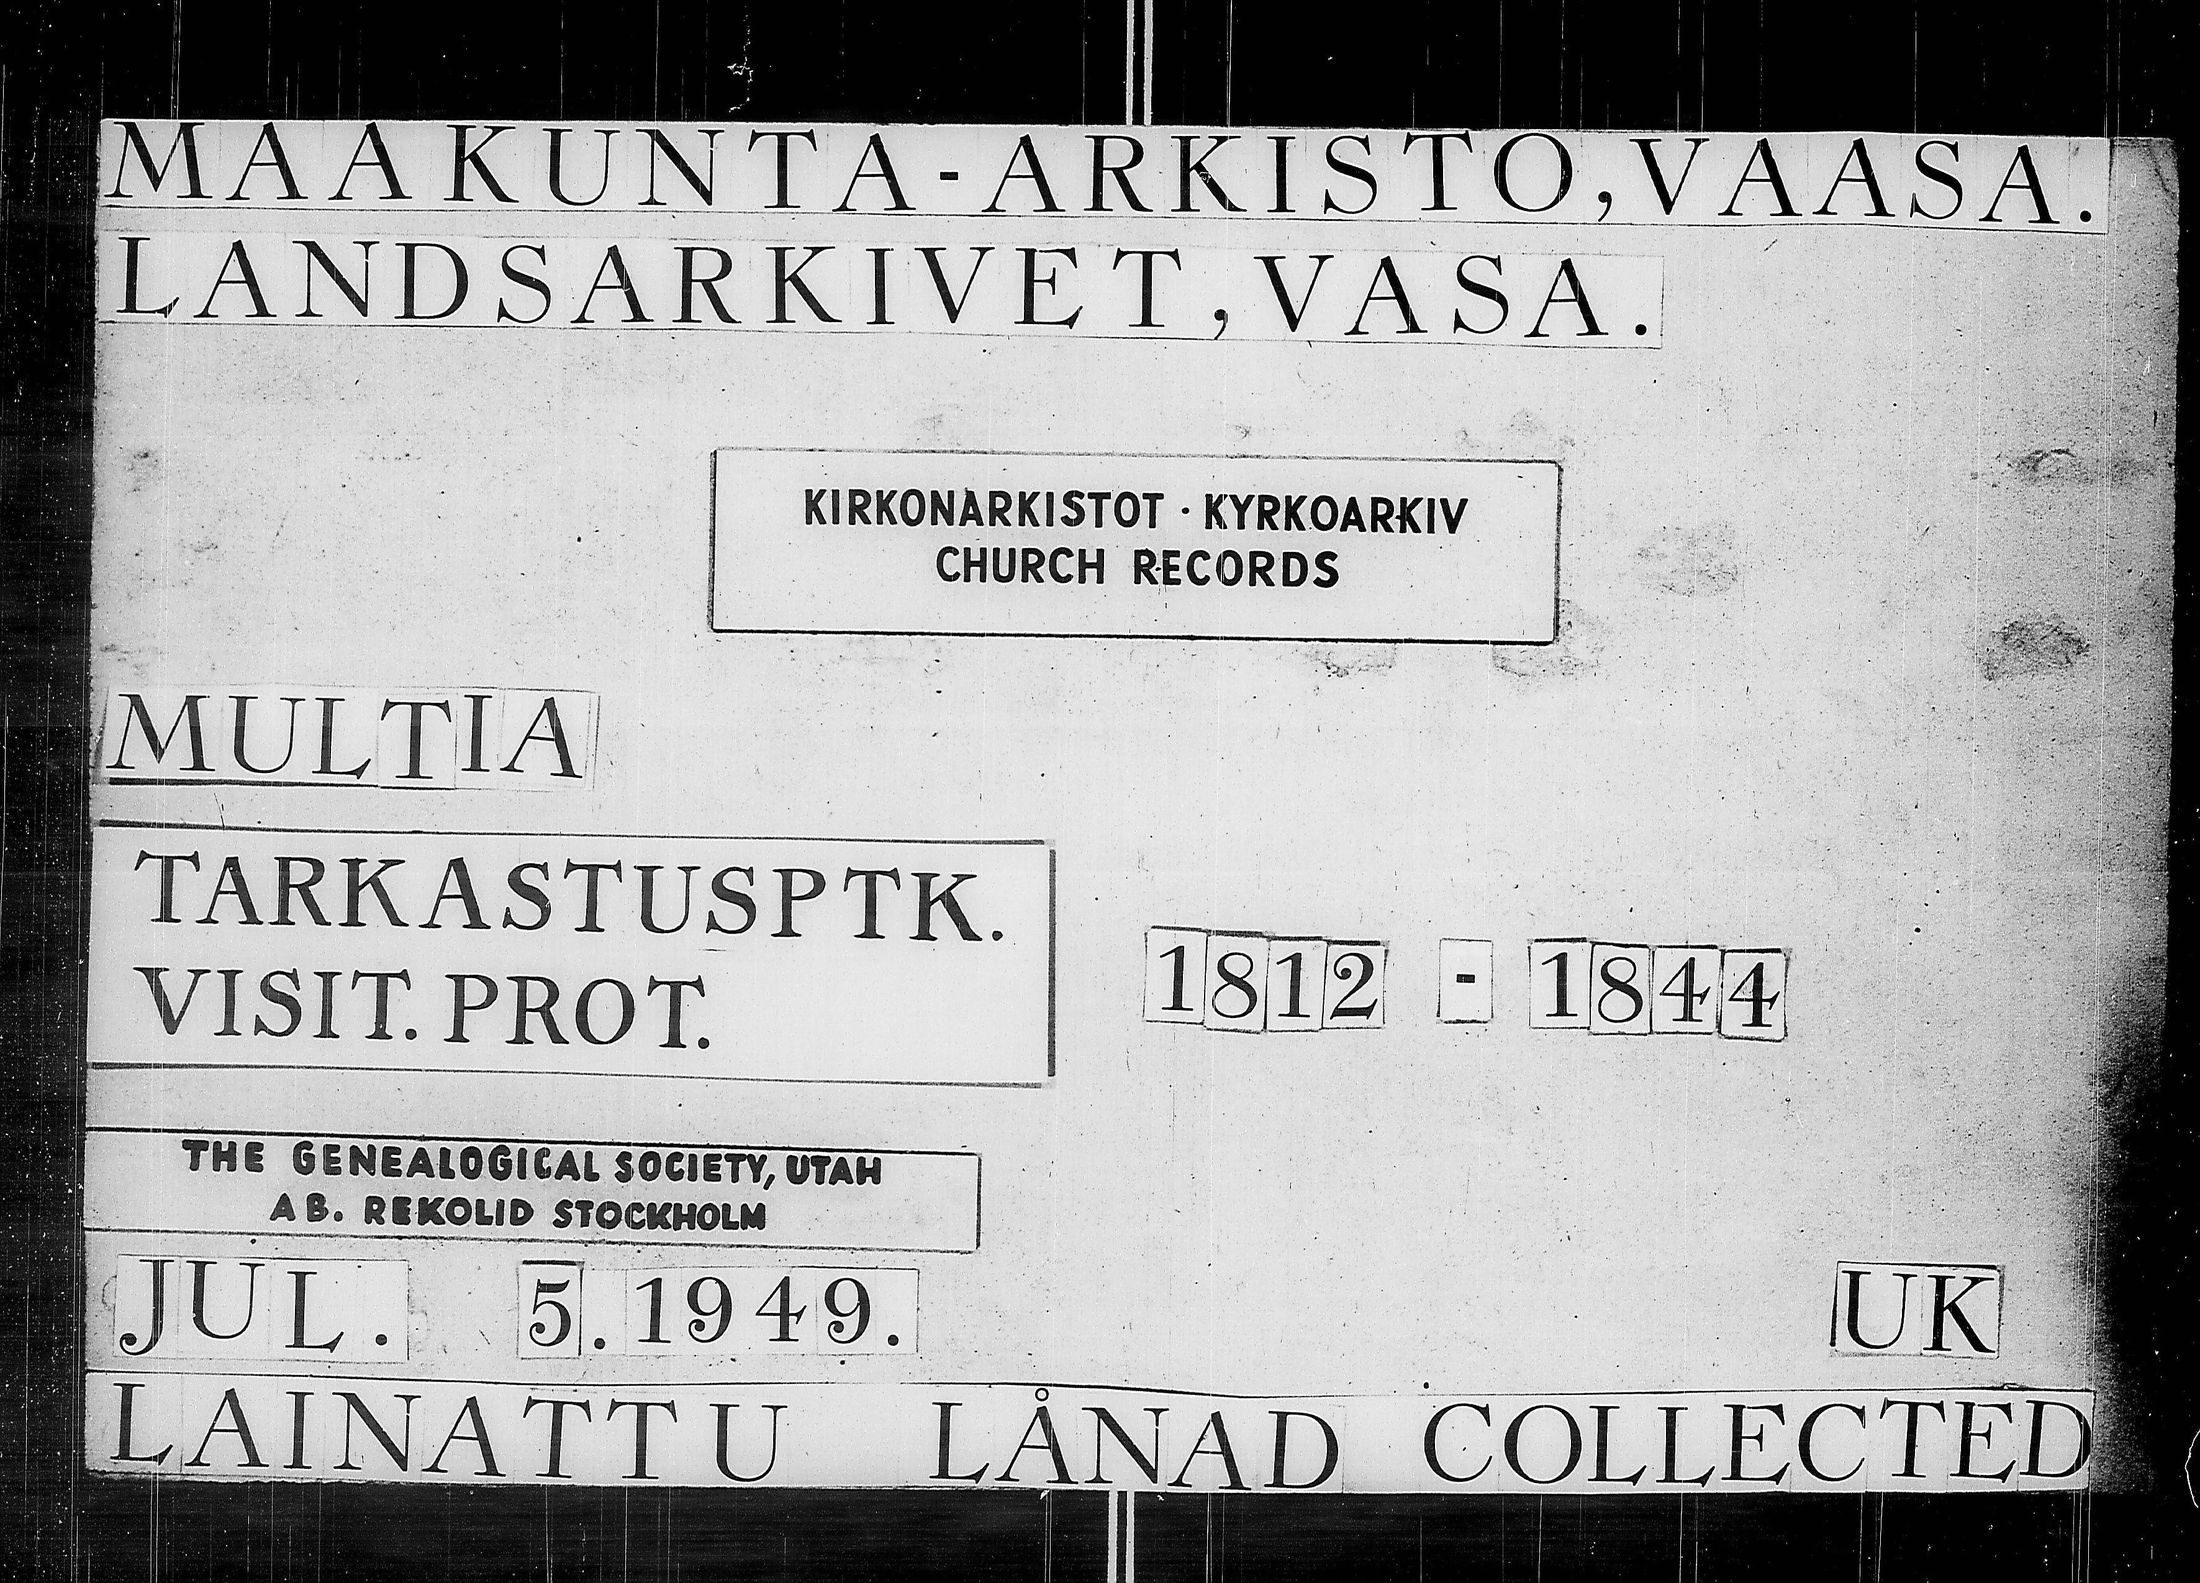 MAAKUNTA-ARKISTO, VAASA.
LANDSARKIVET, VASA.
KIRKONARKISTOT · KYRKOARKIV
CHURCH RECORDS
MULTIA
TARKASTUSPTK.
VISIT. PROT.
1812 - 1844
THE GENEALOGICAL SOCIETY, UTAH
AB. REKOLID STOCKHOLM
JUL. 5. 1949.
UK
LAINATTU LÅNAD COLLECTED